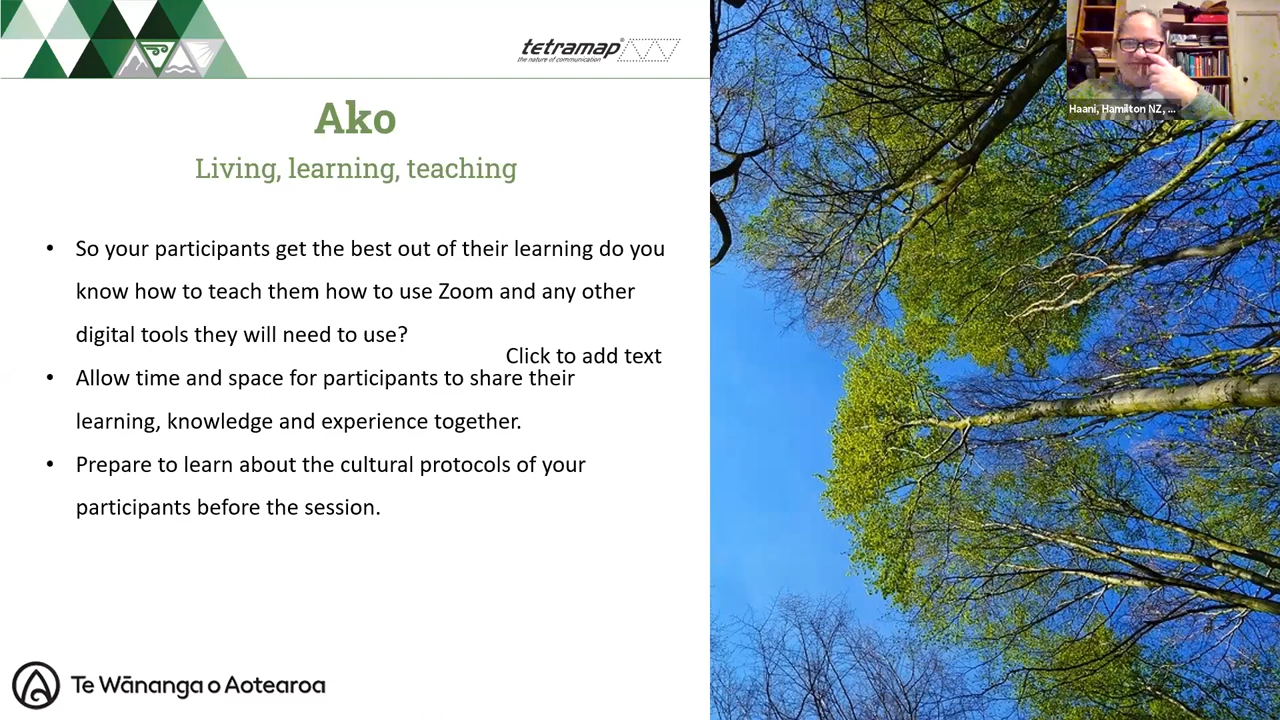 tetramap®
the nature of communication
Haani, Hamilton NZ, ...
Ako
Living, learning, teaching
• So your participants get the best out of their learning do you
know how to teach them how to use Zoom and any other
digital tools they will need to use?
Click to add text
• Allow time and space for participants to share their
learning, knowledge and experience together.
• Prepare to learn about the cultural protocols of your
participants before the session.
Te Wānanga o Aotearoa